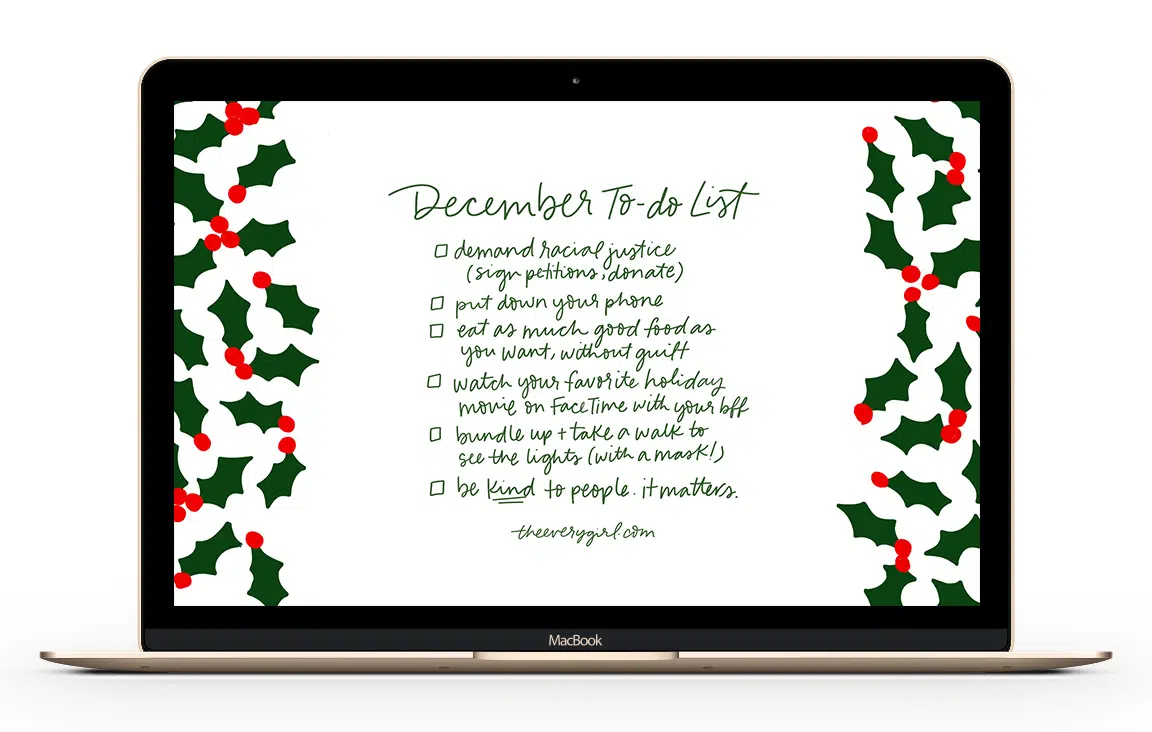 December To-do List
demand racial justice
(sign petitions, donate)
put down your phone
eat as much good food as
you want, without guilt
watch your favorite holiday
movie on FaceTime with your bff
bundle up + take a walk to
see the lights (with a mask!)
be kind to people. it matters.
theeverygirl.com
MacBook